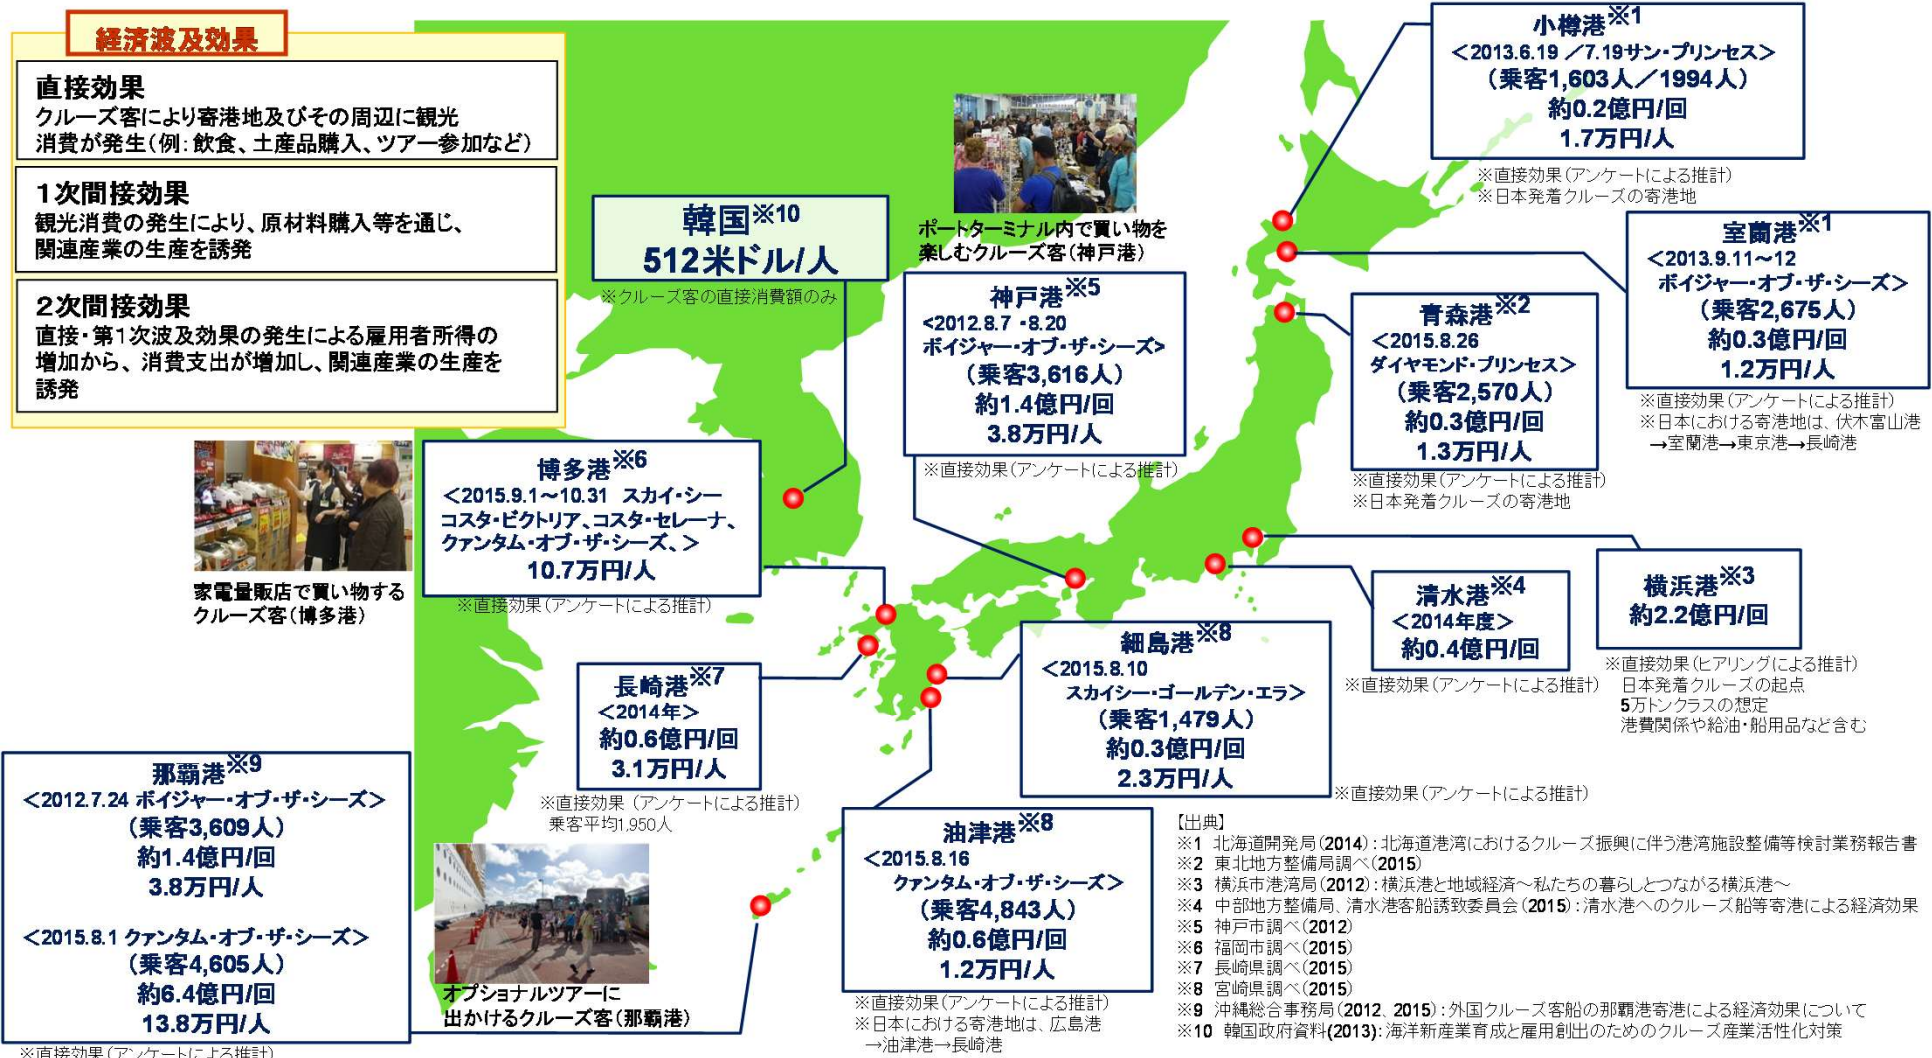 経済波及効果
直接効果
クルーズ客により寄港地及びその周辺に観光
消費が発生(例:飲食、土産品購入、ツアー参加など)
1次間接効果
観光消費の発生により、原材料購入等を通じ、
関連産業の生産を誘発
2次間接効果
直接・第1次波及効果の発生による雇用者所得の
増加から、消費支出が増加し、関連産業の生産を
誘発
韓国※10
512米ドル/人
※クルーズ客の直接消費額のみ
ポートターミナル内で買い物を
楽しむクルーズ客(神戸港)
小樽港※1
<2013.6.19 /7.19サン・プリンセス>
(乗客1,603人/1994人)
約0.2億円/回
1.7万円/人
※直接効果(アンケートによる推計)
※日本発着クルーズの寄港地
室蘭港※1
<2013.9.11~12
ボイジャー・オブ・ザ・シーズ>
(乗客2,675人)
約0.3億円/回
1.2万円/人
※直接効果(アンケートによる推計)
※日本における寄港地は、伏木富山港
→室蘭港→東京港→長崎港
神戸港※5
<2012.8.7 ・8.20
ボイジャー・オブ・ザ・シーズ>
(乗客3,616人)
約1.4億円/回
3.8万円/人
※直接効果(アンケートによる推計)
青森港※2
<2015.8.26
ダイヤモンド・プリンセス>
(乗客2,570人)
約0.3億円/回
1.3万円/人
※直接効果(アンケートによる推計)
※日本発着クルーズの寄港地
博多港※6
<2015.9.1~10.31 スカイ・シー
コスタ・ビクトリア、コスタ・セレーナ、
クァンタム・オブ・ザ・シーズ、>
10.7万円/人
※直接効果(アンケートによる推計)
家電量販店で買い物する
クルーズ客(博多港)
横浜港※3
約2.2億円/回
※直接効果(ヒアリングによる推計)
日本発着クルーズの起点
5万トンクラスの想定
港費関係や給油・船用品など含む
清水港※4
<2014年度>
約0.4億円/回
※直接効果(アンケートによる推計)
細島港※8
<2015.8.10
スカイシー・ゴールデン・エラ>
(乗客1,479人)
約0.3億円/回
2.3万円/人
※直接効果(アンケートによる推計)
長崎港※7
<2014年>
約0.6億円/回
3.1万円/人
※直接効果 (アンケートによる推計)
乗客平均1,950人
那覇港※9
<2012.7.24 ボイジャー・オブ・ザ・シーズ>
(乗客3,609人)
約1.4億円/回
3.8万円/人
<2015.8.1 クァンタム・オブ・ザ・シーズ>
(乗客4,605人)
約6.4億円/回
13.8万円/人
※直接効果(アンケートによる推計)
オプショナルツアーに
出かけるクルーズ客(那覇港)
油津港※8
<2015.8.16
クァンタム・オブ・ザ・シーズ>
(乗客4,843人)
約0.6億円/回
1.2万円/人
※直接効果(アンケートによる推計)
※日本における寄港地は、広島港
→油津港→長崎港
【出典】
※1 北海道開発局(2014):北海道港湾におけるクルーズ振興に伴う港湾施設整備等検討業務報告書
※2 東北地方整備局調べ(2015)
※3 横浜市港湾局(2012):横浜港と地域経済~私たちの暮らしとつながる横浜港~
※4 中部地方整備局、清水港客船誘致委員会(2015):清水港へのクルーズ船等寄港による経済効果
※5 神戸市調べ(2012)
※6 福岡市調べ(2015)
※7 長崎県調べ(2015)
※8 宮崎県調べ(2015)
※9 沖縄総合事務局(2012、2015):外国クルーズ客船の那覇港寄港による経済効果について
※10 韓国政府資料(2013):海洋新産業育成と雇用創出のためのクルーズ産業活性化対策